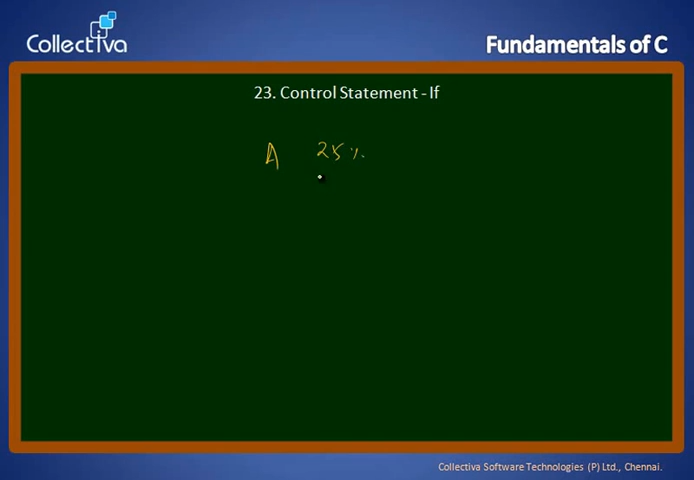 Collectiva
Fundamentals of C
23. Control Statement - If
A 25%
Collectiva Software Technologies (P) Ltd., Chennai.